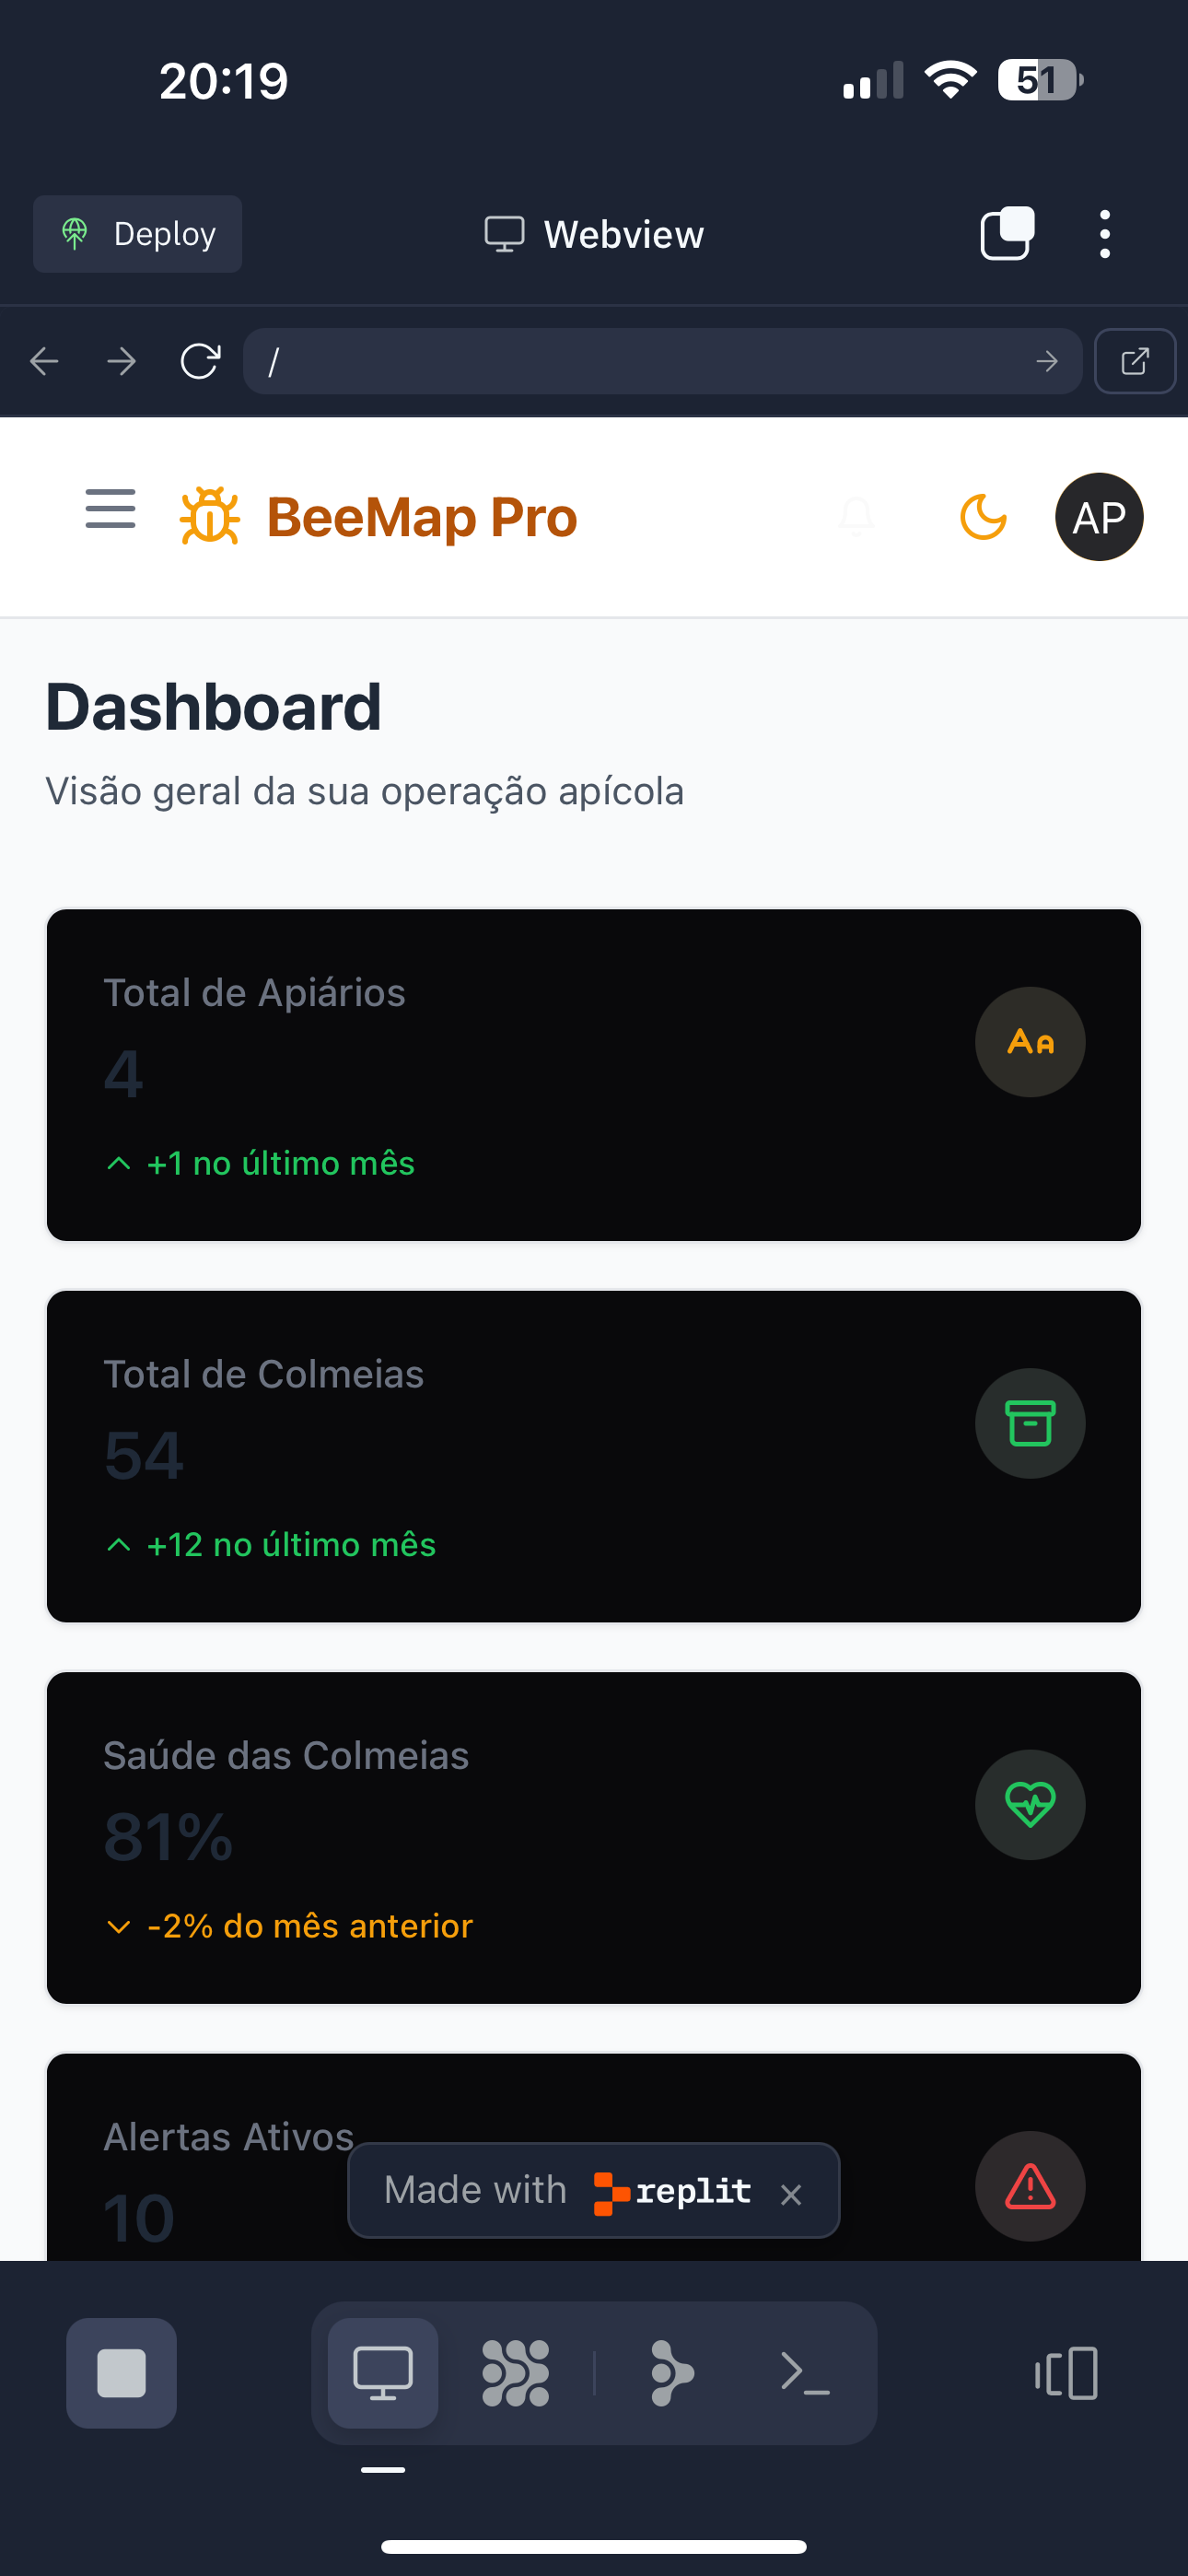 20:19
51
Deploy
Webview
/
BeeMap Pro
AP
Dashboard
Visão geral da sua operação apícola
Total de Apiários
4
+1 no último mês
Total de Colmeias
54
+12 no último mês
Saúde das Colmeias
81%
-2% do mês anterior
Alertas Ativos
10
Made with replit ×